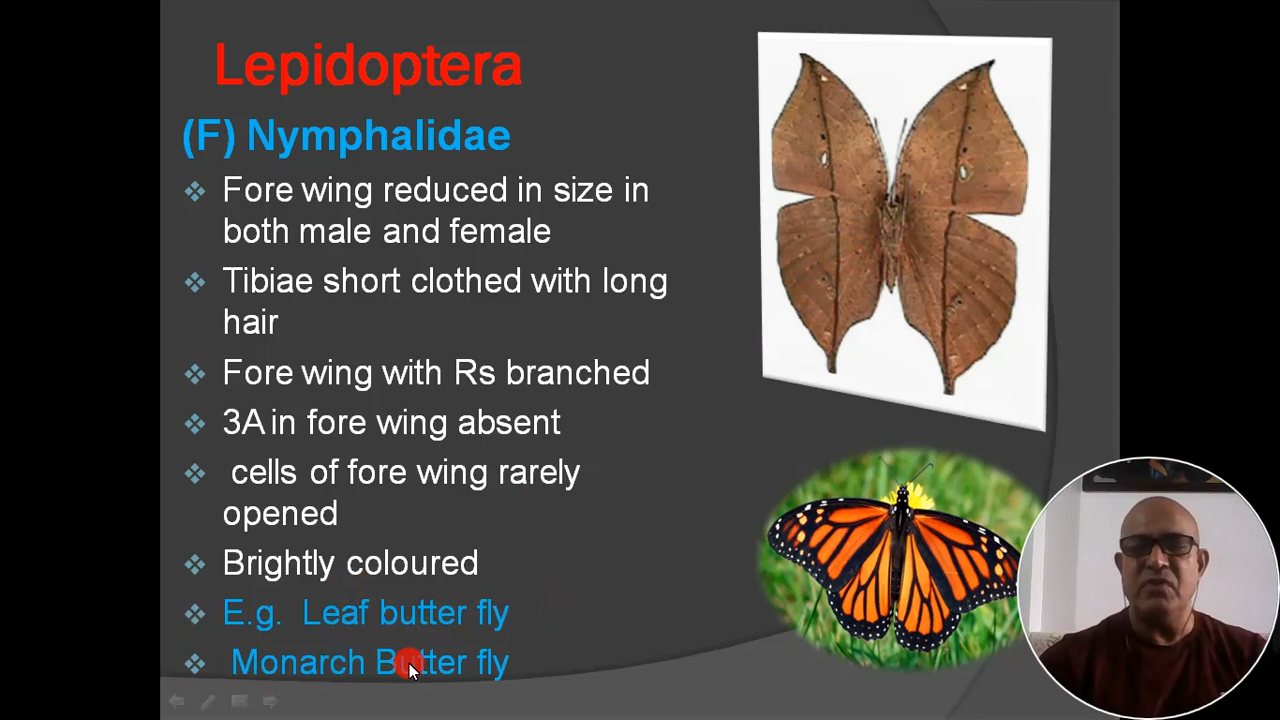 Lepidoptera
(F) Nymphalidae
Fore wing reduced in size in
both male and female
Tibiae short clothed with long
hair
Fore wing with Rs branched
3A in fore wing absent
cells of fore wing rarely
opened
Brightly coloured
E.g. Leaf butter fly
Monarch Butter fly